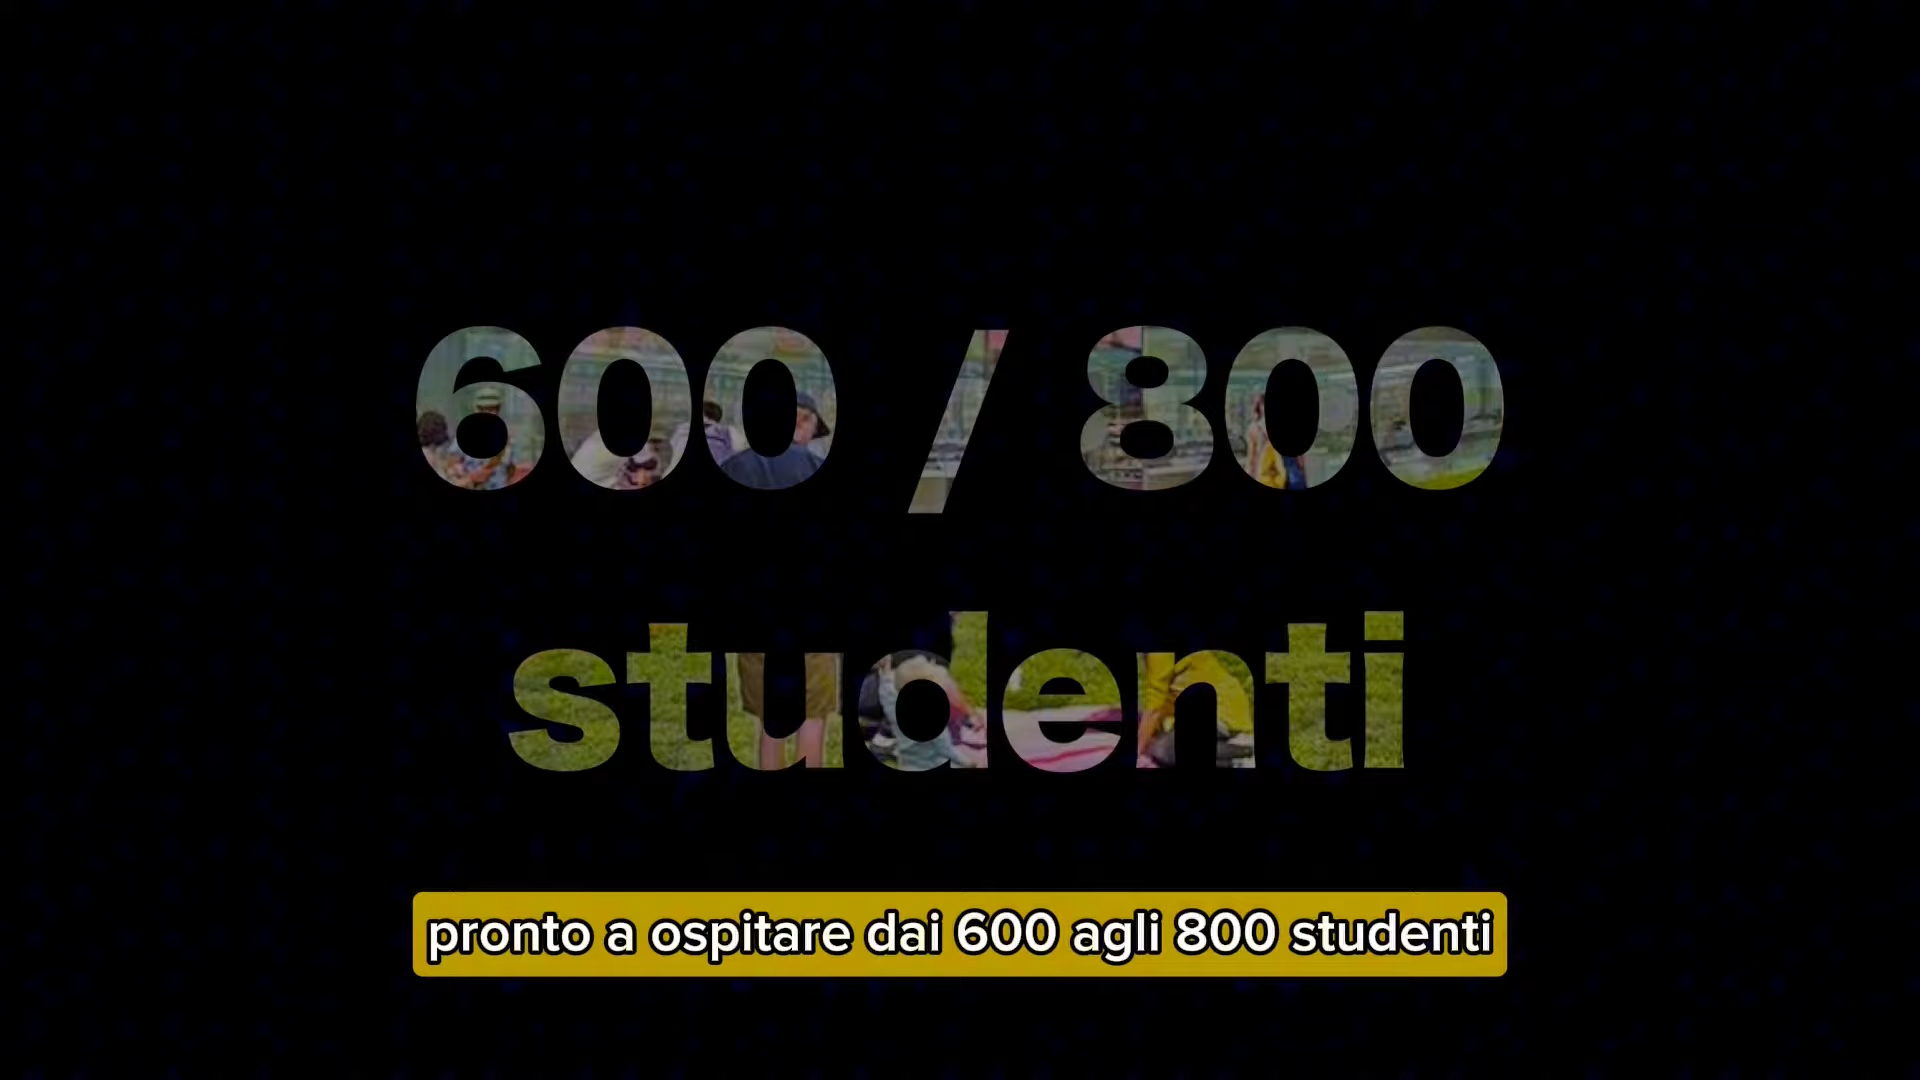 600 / 800
studenti
pronto a ospitare dai 600 agli 800 studenti